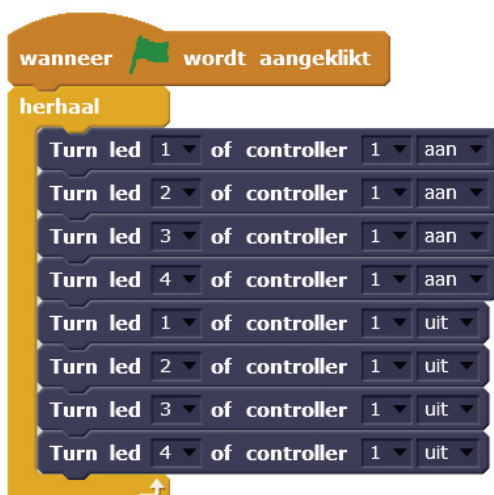 wanneer wordt aangeklikt
herhaal
Turn led 1 of controller 1 aan
Turn led 2 of controller 1 aan
Turn led 3 of controller 1 aan
Turn led 4 of controller 1 aan
Turn led 1 of controller 1 uit
Turn led 2 of controller 1 uit
Turn led 3 of controller 1 uit
Turn led 4 of controller 1 uit